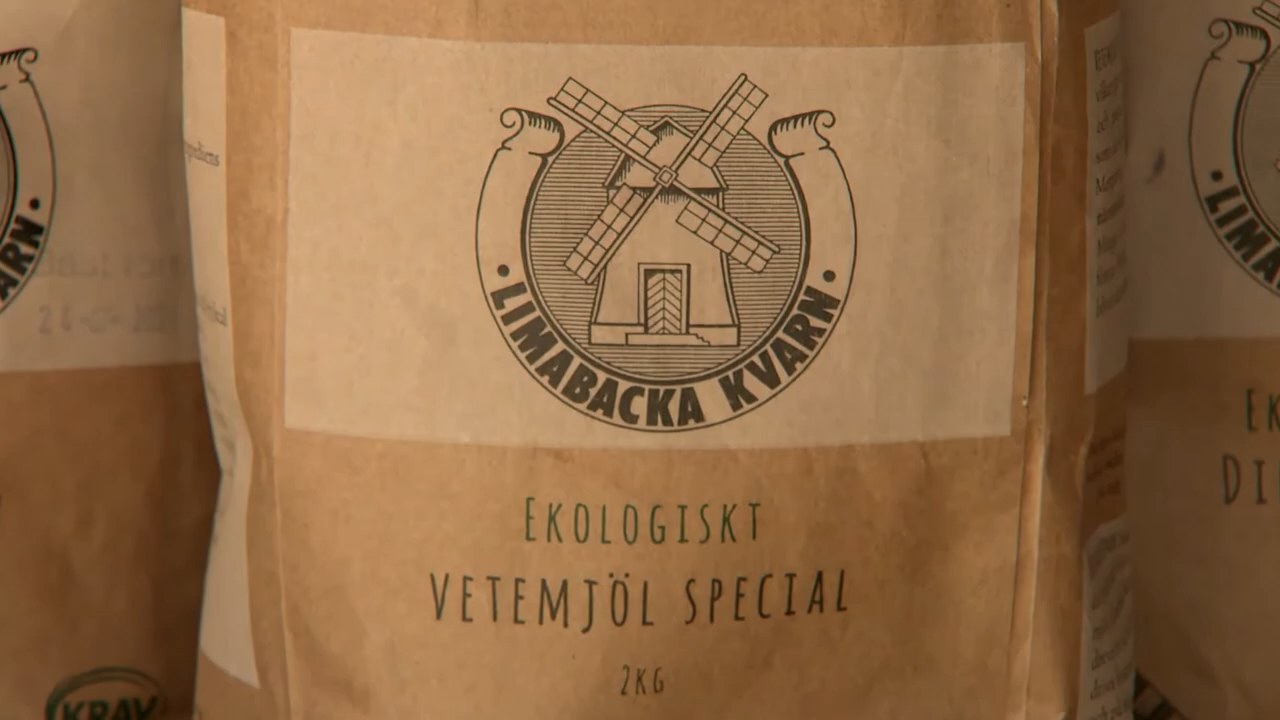 LIMABACKA KVARN
EKOLOGISKT
VETEMJÖL SPECIAL
2KG
KRAV